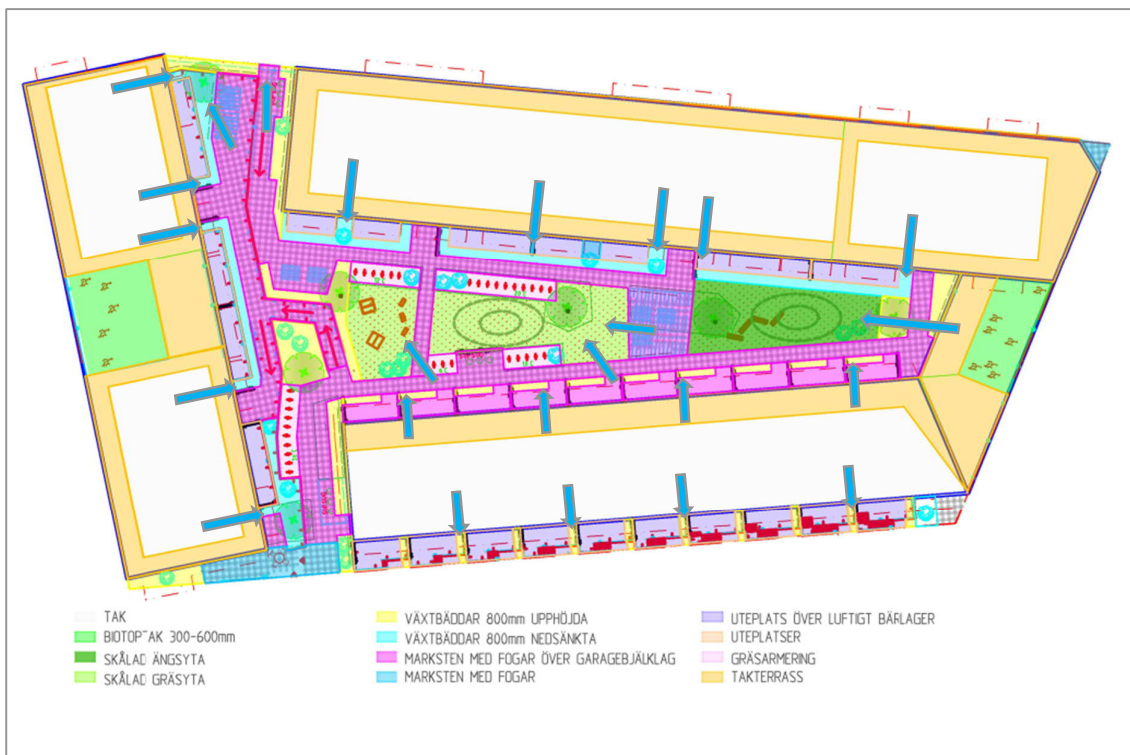 TAK
BIOTOPTAK 300-600mm
SKÅLAD ÄNGSYTA
SKÅLAD GRÄSYTA
VÄXTBÄDDAR 800mm UPPHÖJDA
VÄXTBÄDDAR 800mm NEDSÄNKTA
MARKSTEN MED FOGAR ÖVER GARAGEBJÄLKLAG
MARKSTEN MED FOGAR
UTEPLATS ÖVER LUFTIGT BÄRLAGER
UTEPLATSER
GRÄSARMERING
TAKTERRASS